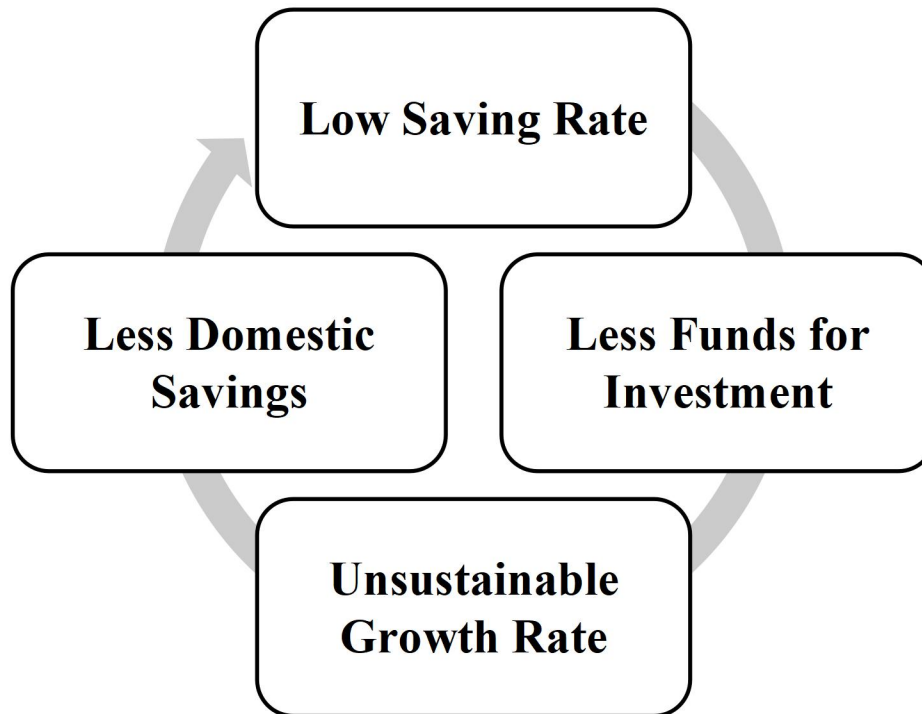 Low Saving Rate
Less Funds for
Investment
Unsustainable
Growth Rate
Less Domestic
Savings